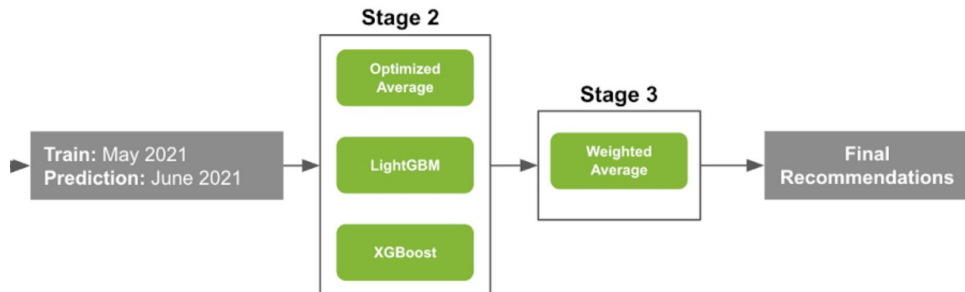 Stage 2
Optimized
Average
LightGBM
XGBoost
Train: May 2021
Prediction: June 2021
Stage 3
Weighted
Average
Final
Recommendations